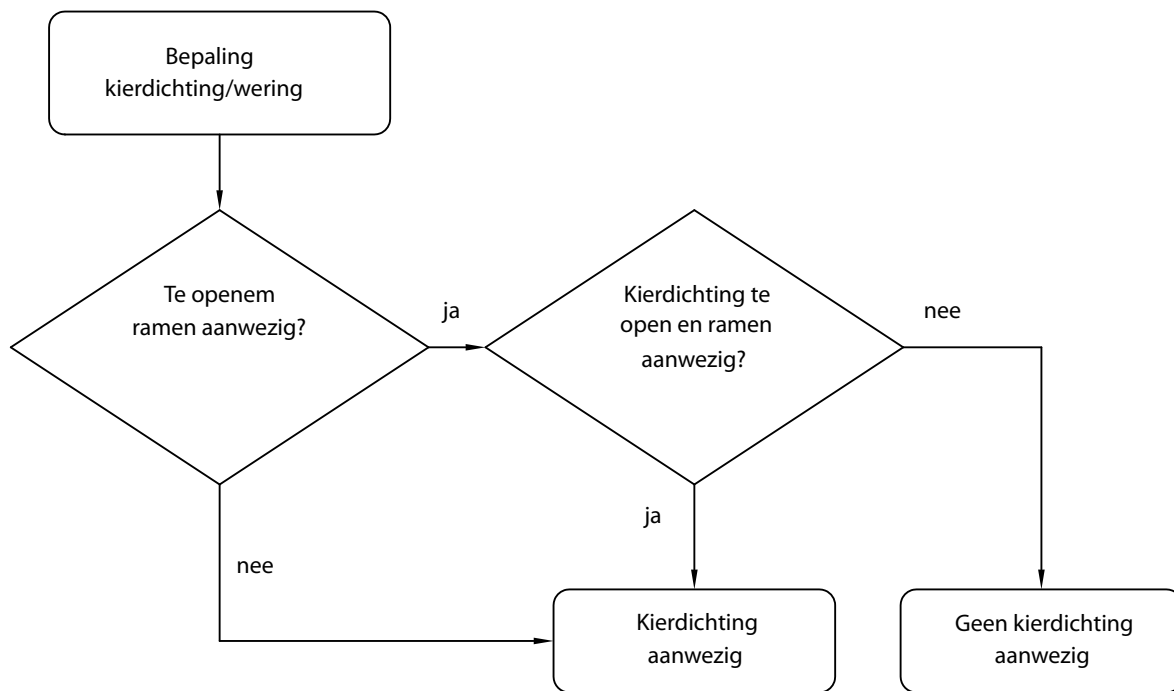 Bepaling
kierdichting/wering
Te openem
ramen aanwezig?
ja
Kierdichting te
open en ramen
aanwezig?
nee
ja
nee
Kierdichting
aanwezig
Geen kierdichting
aanwezig